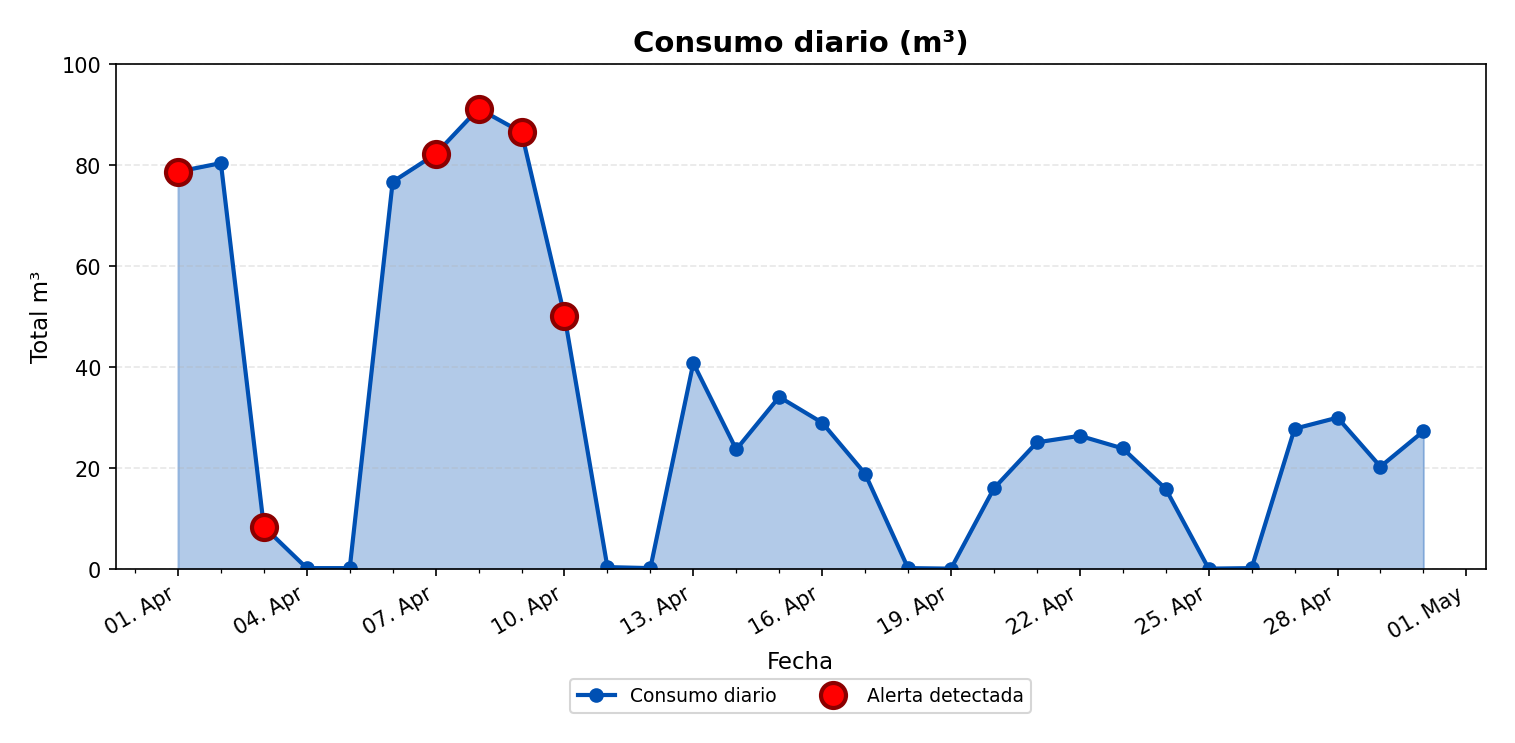 Consumo diario (m³)
Total m³
100
80
60
40
20
0
01. Apr
04. Apr
07. Apr
10. Apr
13. Apr
16. Apr
19. Apr
22. Apr
25. Apr
28. Apr
01. May
Fecha
Consumo diario
Alerta detectada